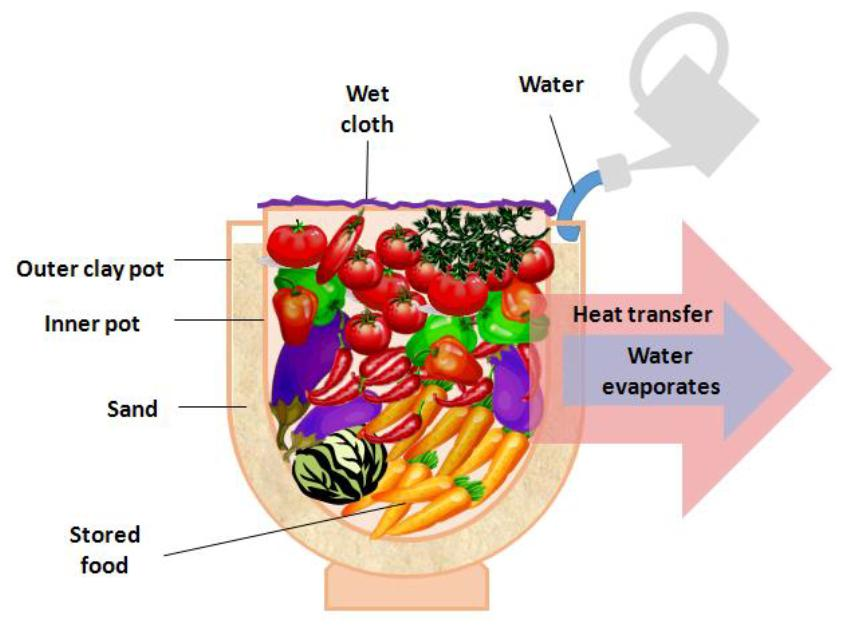 Water
Wet
cloth
Outer clay pot
Inner pot
Heat transfer
Water
evaporates
Sand
Stored
food